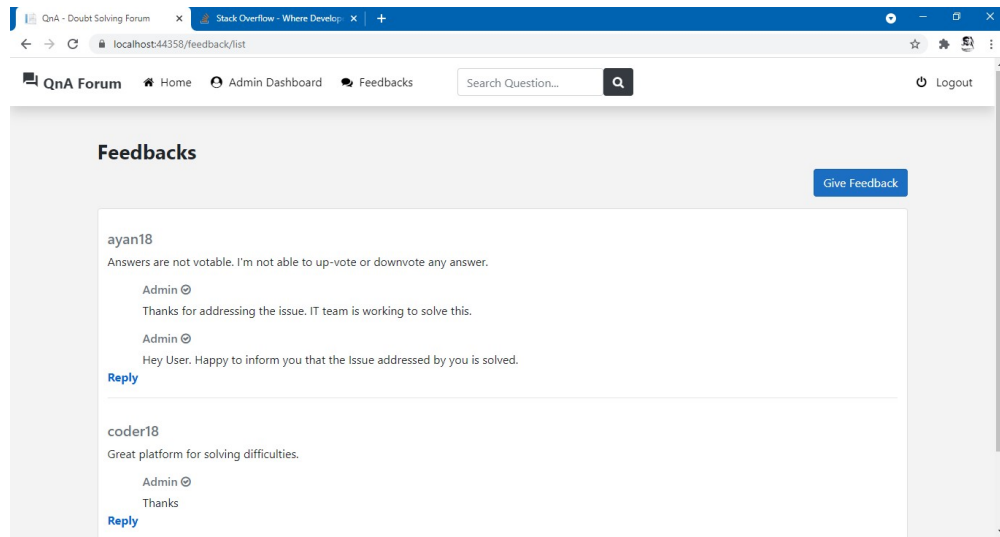 QnA - Doubt Solving Forum
Stack Overflow - Where Develop
localhost:44358/feedback/list
QnA Forum Home Admin Dashboard Feedbacks Search Question... Logout
Feedbacks
Give Feedback
ayan18
Answers are not votable. I'm not able to up-vote or downvote any answer.
Admin
Thanks for addressing the issue. IT team is working to solve this.
Admin
Hey User. Happy to inform you that the Issue addressed by you is solved.
Reply
coder18
Great platform for solving difficulties.
Admin
Thanks
Reply